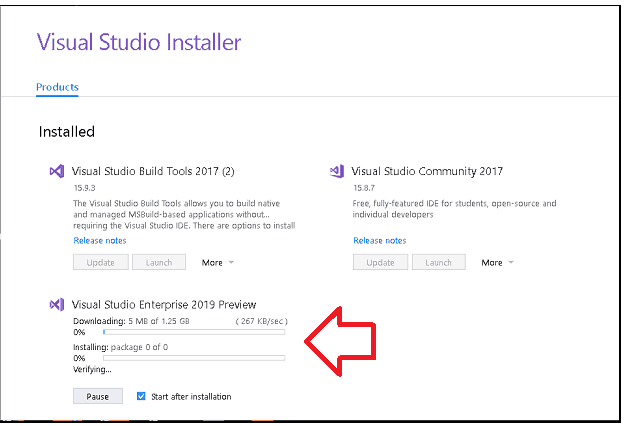 Visual Studio Installer
Products
Installed
Visual Studio Build Tools 2017 (2)
15.9.3
The Visual Studio Build Tools allows you to build native
and managed MSBuild-based applications without...
requiring the Visual Studio IDE. There are options to install
Release notes
Update Launch More
Visual Studio Community 2017
15.8.7
Free, fully-featured IDE for students, open-source and
individual developers
Release notes
Update Launch More
Visual Studio Enterprise 2019 Preview
Downloading: 5 MB of 1.25 GB ( 267 KB/sec )
0%
Installing: package 0 of 0
0%
Verifying...
Pause Start after installation